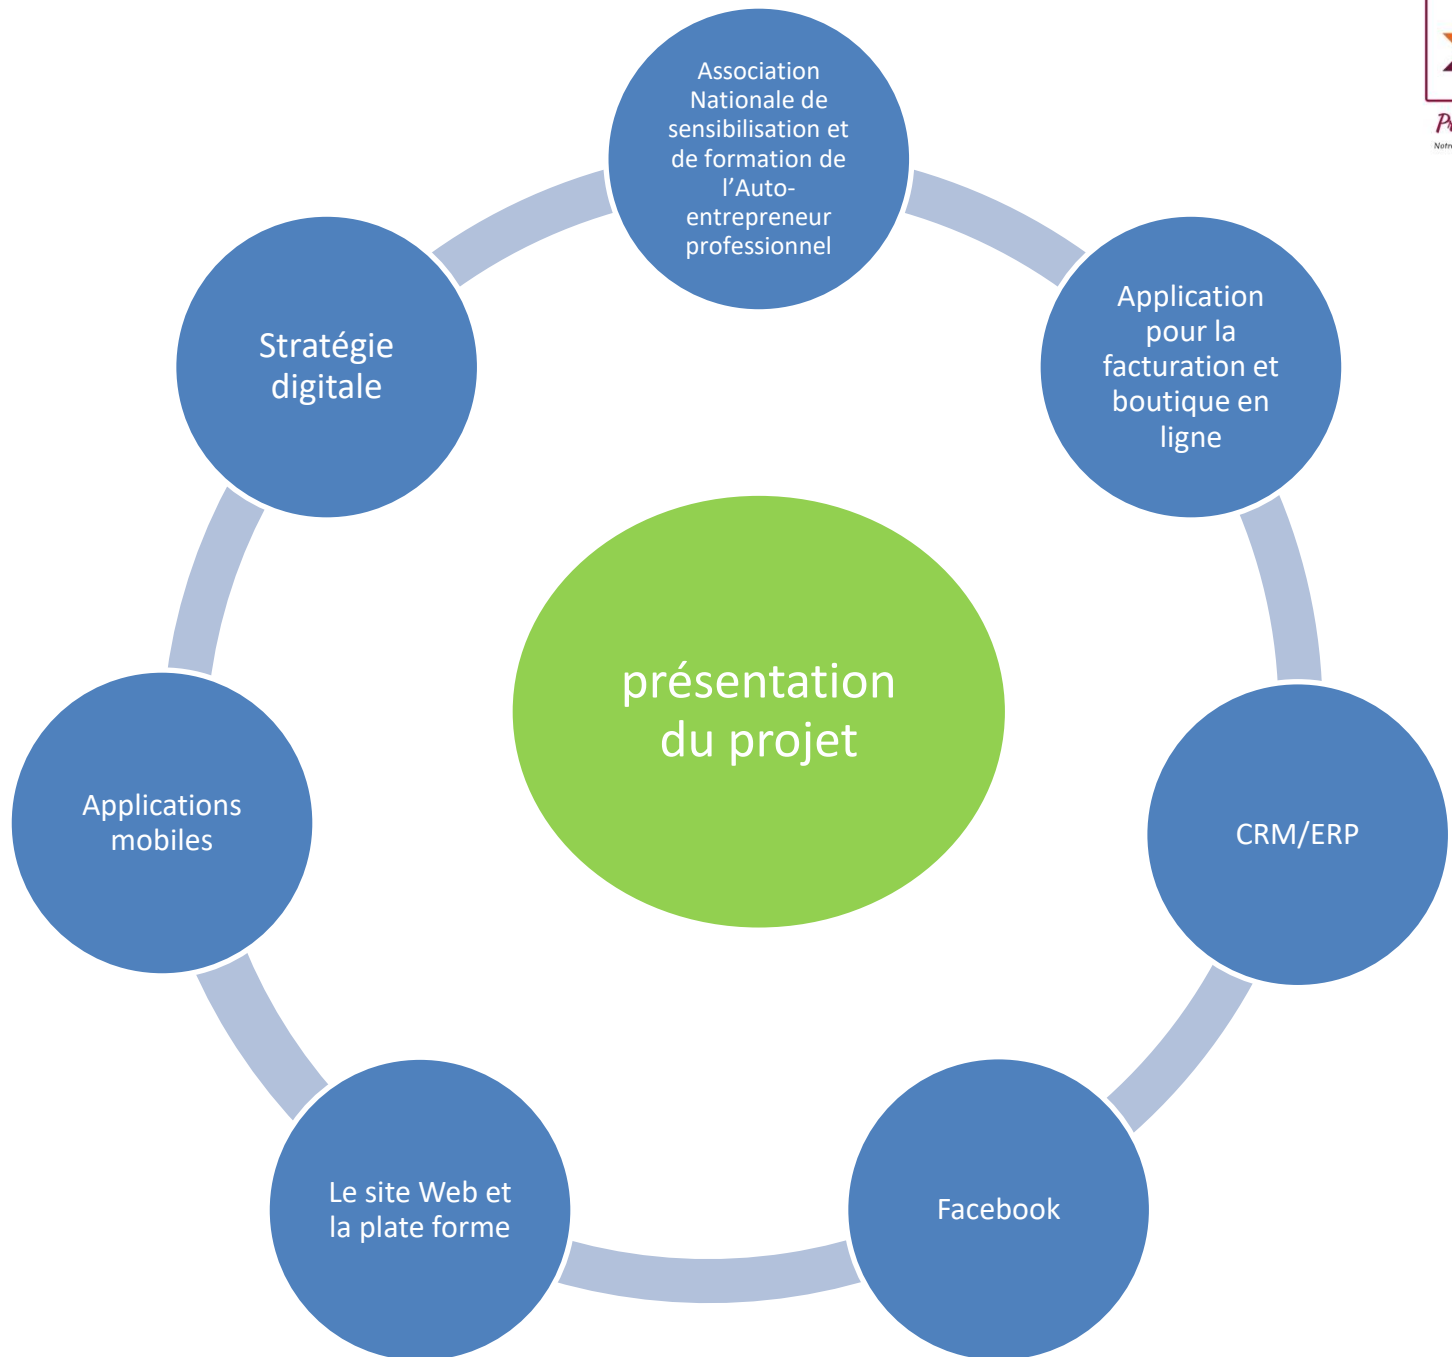 Association
Nationale de
sensibilisation et
de formation de
l’Auto-
entrepreneur
professionnel
Application
pour la
facturation et
boutique en
ligne
CRM/ERP
Facebook
Le site Web et
la plate forme
Applications
mobiles
Stratégie
digitale
présentation
du projet